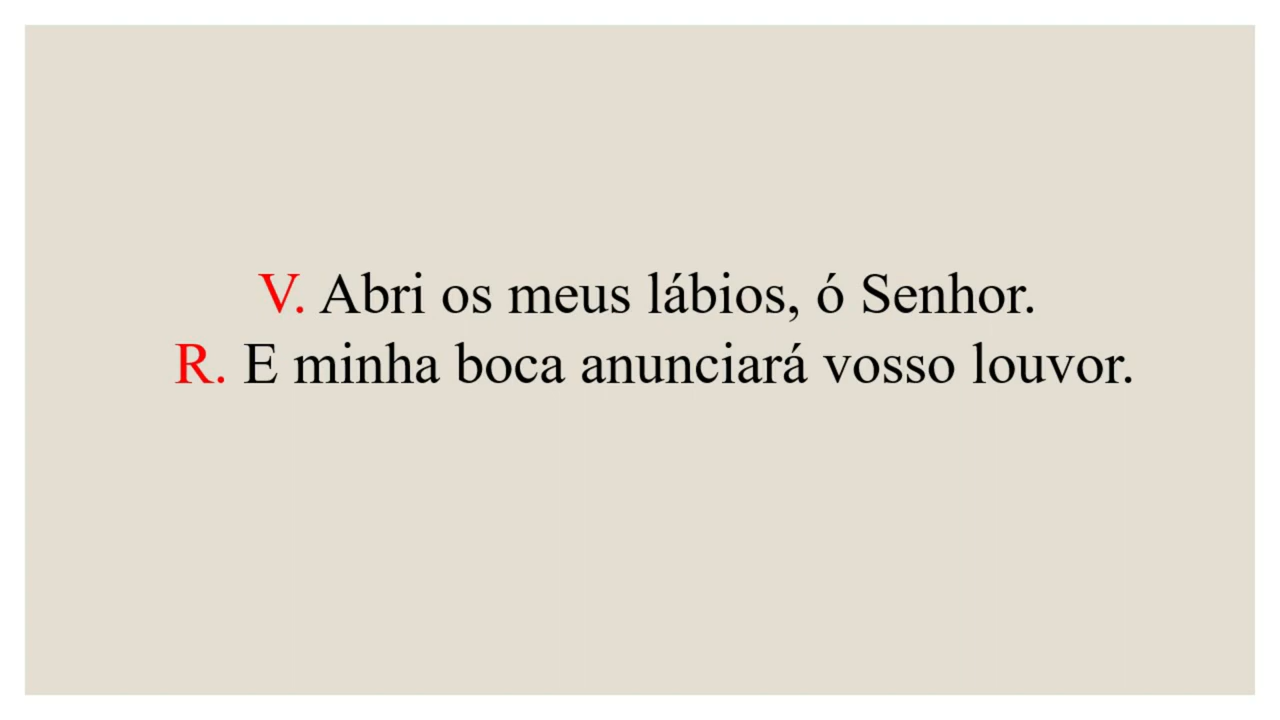 V. Abri os meus lábios, ó Senhor.
R. E minha boca anunciará vosso louvor.